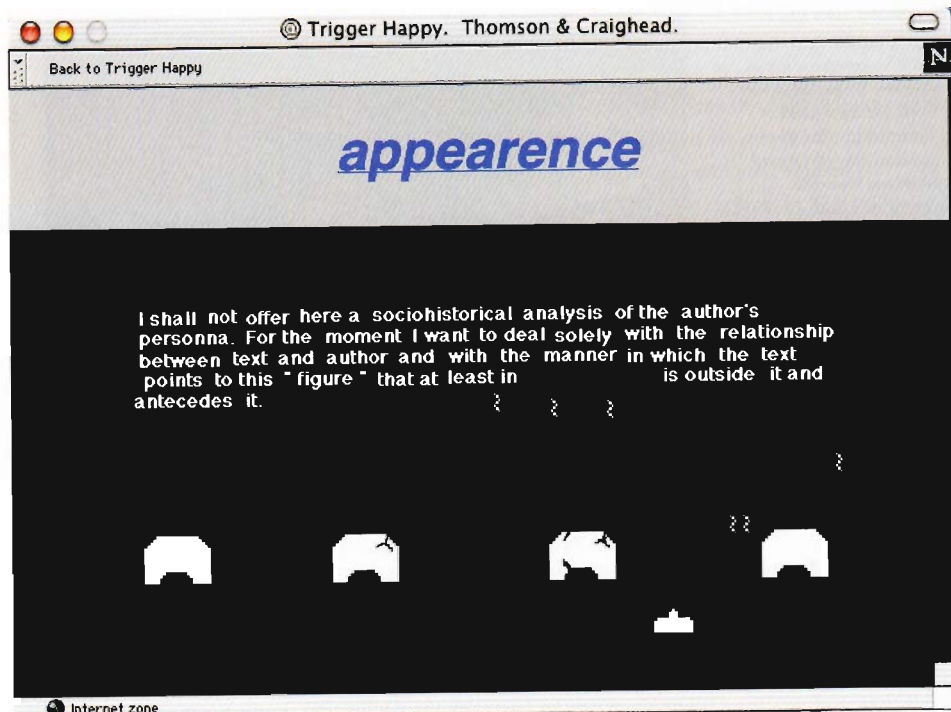 @ Trigger Happy. Thomson & Craighead.
Back to Trigger Happy
N
appearence
I shall not offer here a sociohistorical analysis of the author's
personna. For the moment I want to deal solely with the relationship
between text and author and with the manner in which the text
points to this " figure " that at least in is outside it and
antecedes it.
Internet zone